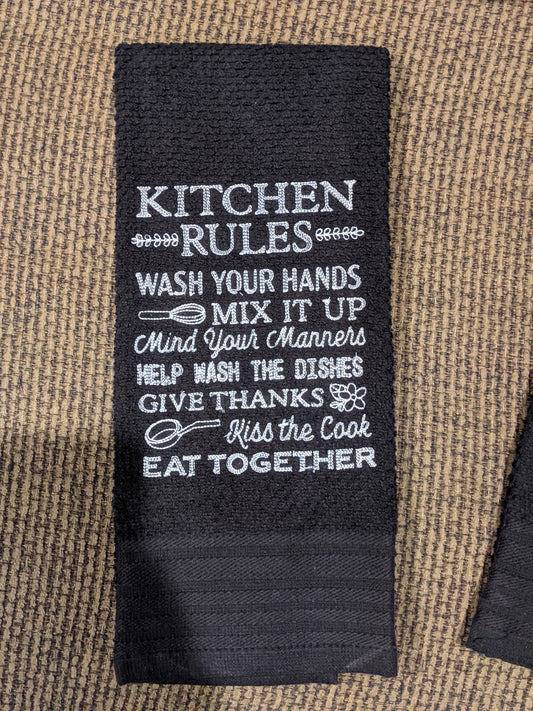 KITCHEN
RULES
WASH YOUR HANDS
MIX IT UP
Mind Your Manners
HELP WASH THE DISHES
GIVE THANKS
Kiss the Cook
EAT TOGETHER